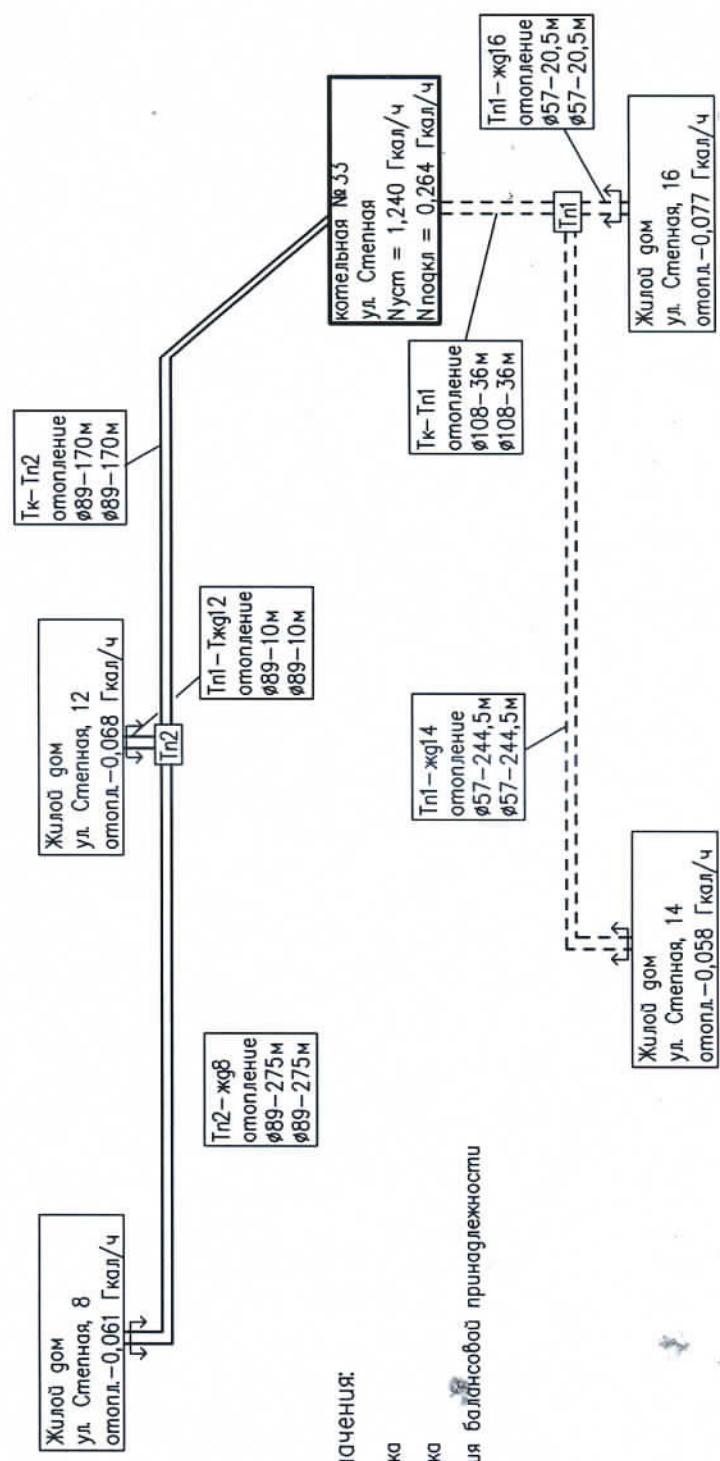 Жилой дом
ул. Степная, 8
отопл.-0,061 Гкал/ч
Жилой дом
ул. Степная, 12
отопл.-0,068 Гкал/ч
Тк-Тп2
отопление
ø89-170м
ø89-170м
Тп2
Тп1-Тжд12
отопление
ø89-10м
ø89-10м
Тп2-жд8
отопление
ø89-275м
ø89-275м
котельная №33
ул. Степная
Nуст = 1,240 Гкал/ч
Nподкл = 0,264 Гкал/ч
Тк-Тп1
отопление
ø108-36м
ø108-36м
Тп1-жд14
отопление
ø57-244,5м
ø57-244,5м
Тп1
Тп1-жд16
отопление
ø57-20,5м
ø57-20,5м
Жилой дом
ул. Степная, 14
отопл.-0,058 Гкал/ч
Жилой дом
ул. Степная, 16
отопл.-0,077 Гкал/ч
ачения:
ка
ка
ия балансовой принадлежности